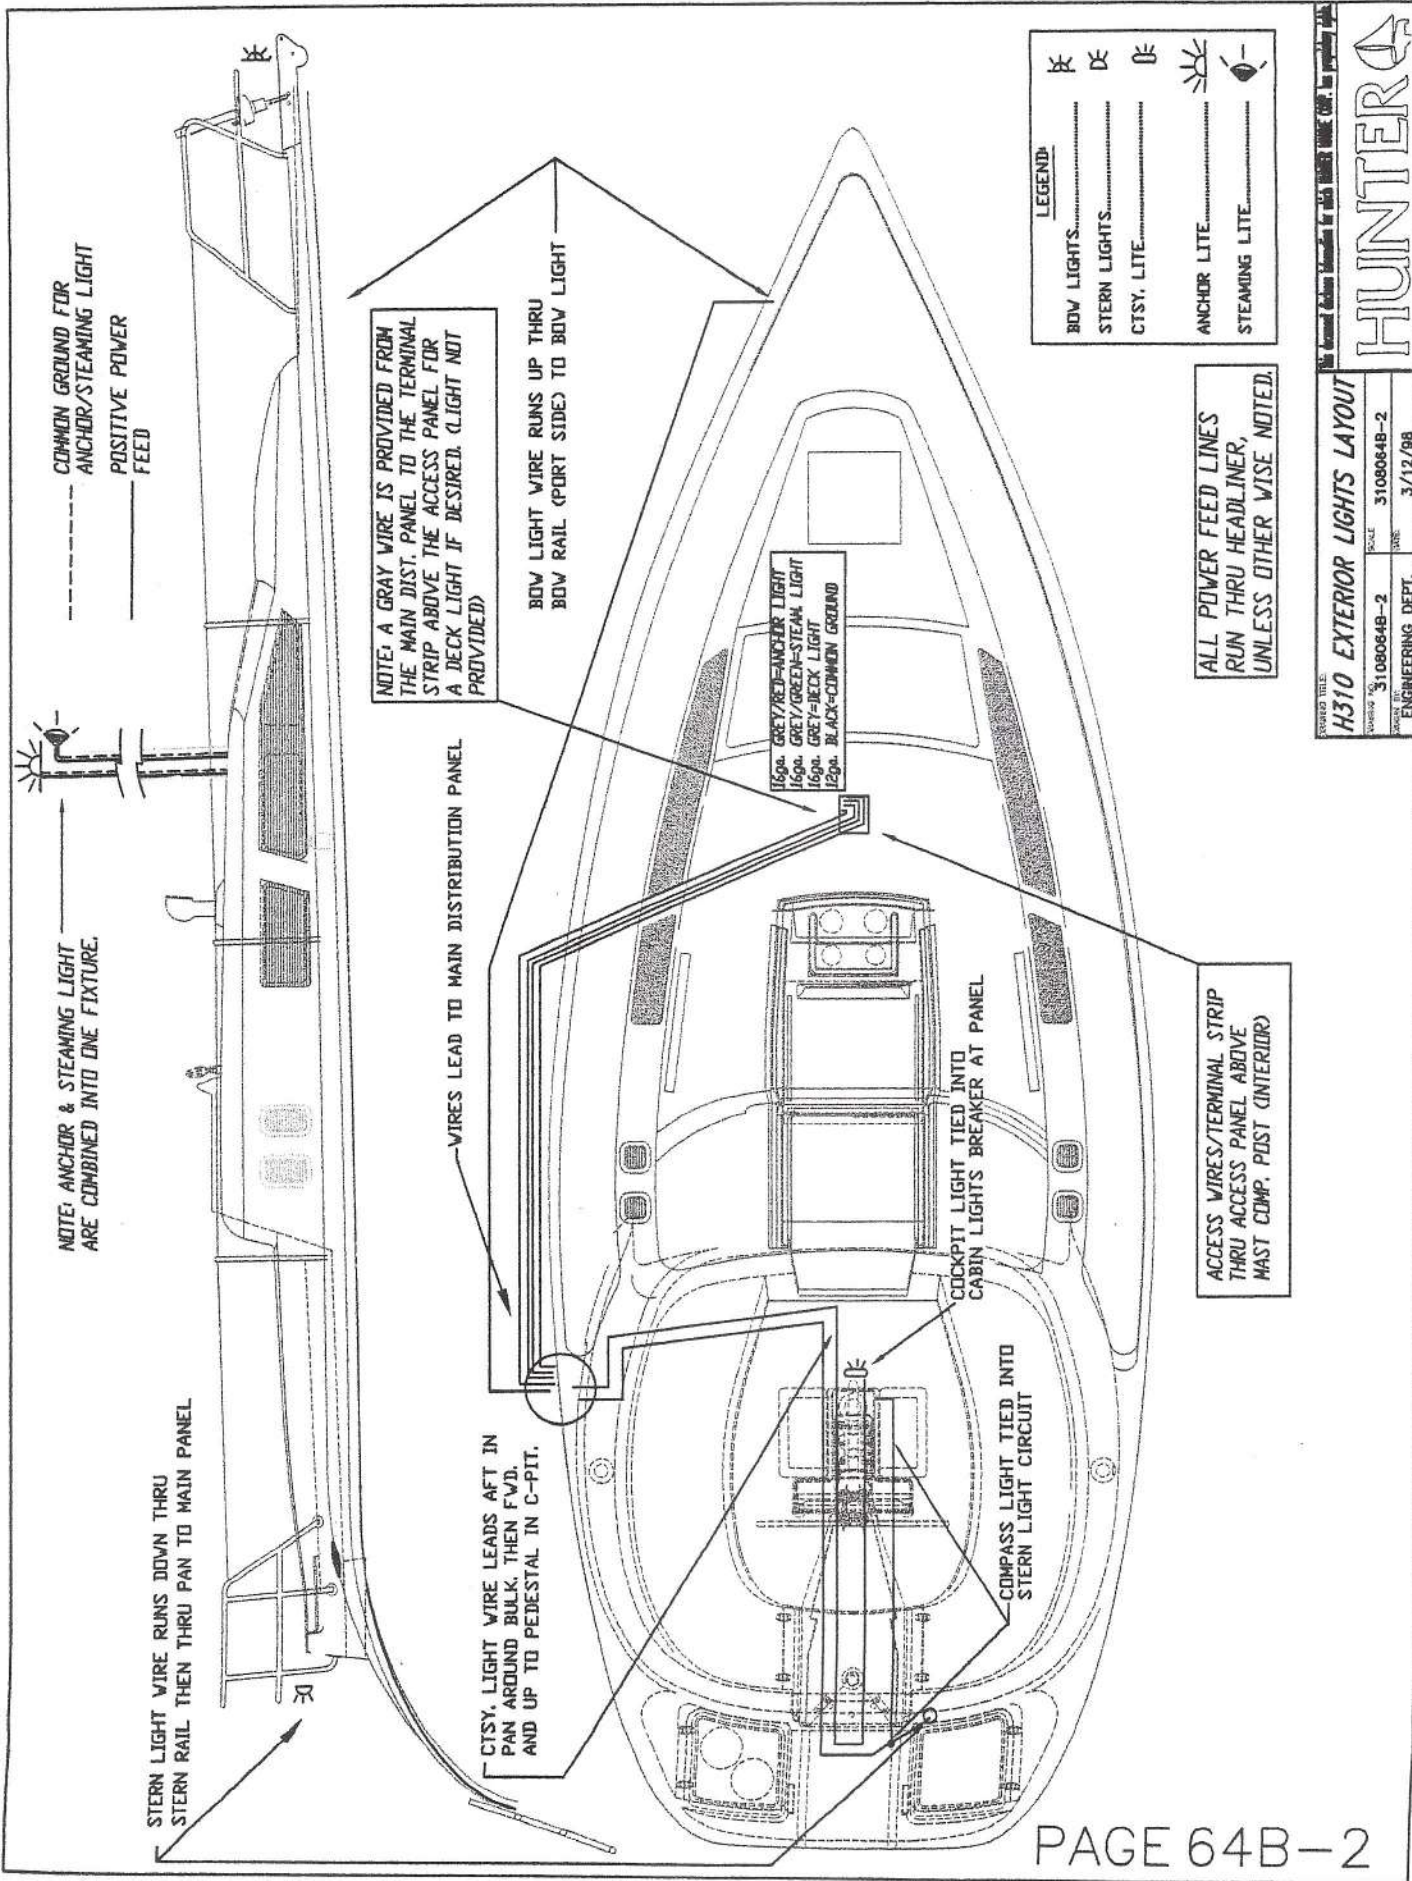 STERN LIGHT WIRE RUNS DOWN THRU
STERN RAIL THEN THRU PAN TO MAIN PANEL
NOTE: ANCHOR & STEAMING LIGHT
ARE COMBINED INTO ONE FIXTURE.
COMMON GROUND FOR
ANCHOR/STEAMING LIGHT
POSITIVE POWER
FEED
NOTE: A GRAY WIRE IS PROVIDED FROM
THE MAIN DIST. PANEL TO THE TERMINAL
STRIP ABOVE THE ACCESS PANEL FOR
A DECK LIGHT IF DESIRED. (LIGHT NOT
PROVIDED)
WIRES LEAD TO MAIN DISTRIBUTION PANEL
BOW LIGHT WIRE RUNS UP THRU
BOW RAIL (PORT SIDE) TO BOW LIGHT
CTSY. LIGHT WIRE LEADS AFT IN
PAN AROUND BULK. THEN FWD.
AND UP TO PEDESTAL IN C-PIT.
16ga. GREY/RED=ANCHOR LIGHT
16ga. GREY/GREEN=STEAM. LIGHT
16ga. GREY=DECK LIGHT
12ga. BLACK=COMMON GROUND
COCKPIT LIGHT TIED INTO
CABIN LIGHTS BREAKER AT PANEL
COMPASS LIGHT TIED INTO
STERN LIGHT CIRCUIT
ACCESS WIRES/TERMINAL STRIP
THRU ACCESS PANEL ABOVE
MAST COMP. POST (INTERIOR)
LEGEND:
BOW LIGHTS
STERN LIGHTS
CTSY. LITE
ANCHOR LITE
STEAMING LITE
ALL POWER FEED LINES
RUN THRU HEADLINER,
UNLESS OTHER WISE NOTED.
H310 EXTERIOR LIGHTS LAYOUT
3108064B-2
SCALE
3108064B-2
ENGINEERING DEPT.
3/12/98
HUNTER
PAGE 64B-2